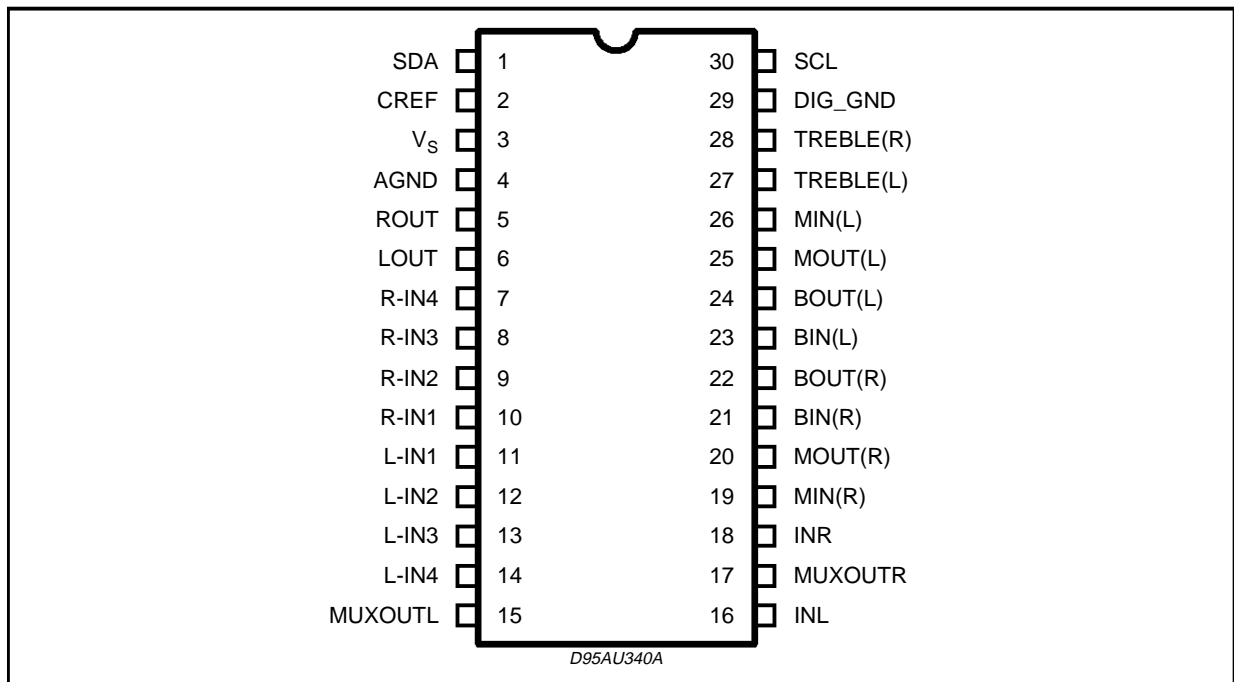 SDA 1 30 SCL
CREF 2 29 DIG_GND
VS 3 28 TREBLE(R)
AGND 4 27 TREBLE(L)
ROUT 5 26 MIN(L)
LOUT 6 25 MOUT(L)
R-IN4 7 24 BOUT(L)
R-IN3 8 23 BIN(L)
R-IN2 9 22 BOUT(R)
R-IN1 10 21 BIN(R)
L-IN1 11 20 MOUT(R)
L-IN2 12 19 MIN(R)
L-IN3 13 18 INR
L-IN4 14 17 MUXOUTR
MUXOUTL 15 16 INL
D95AU340A